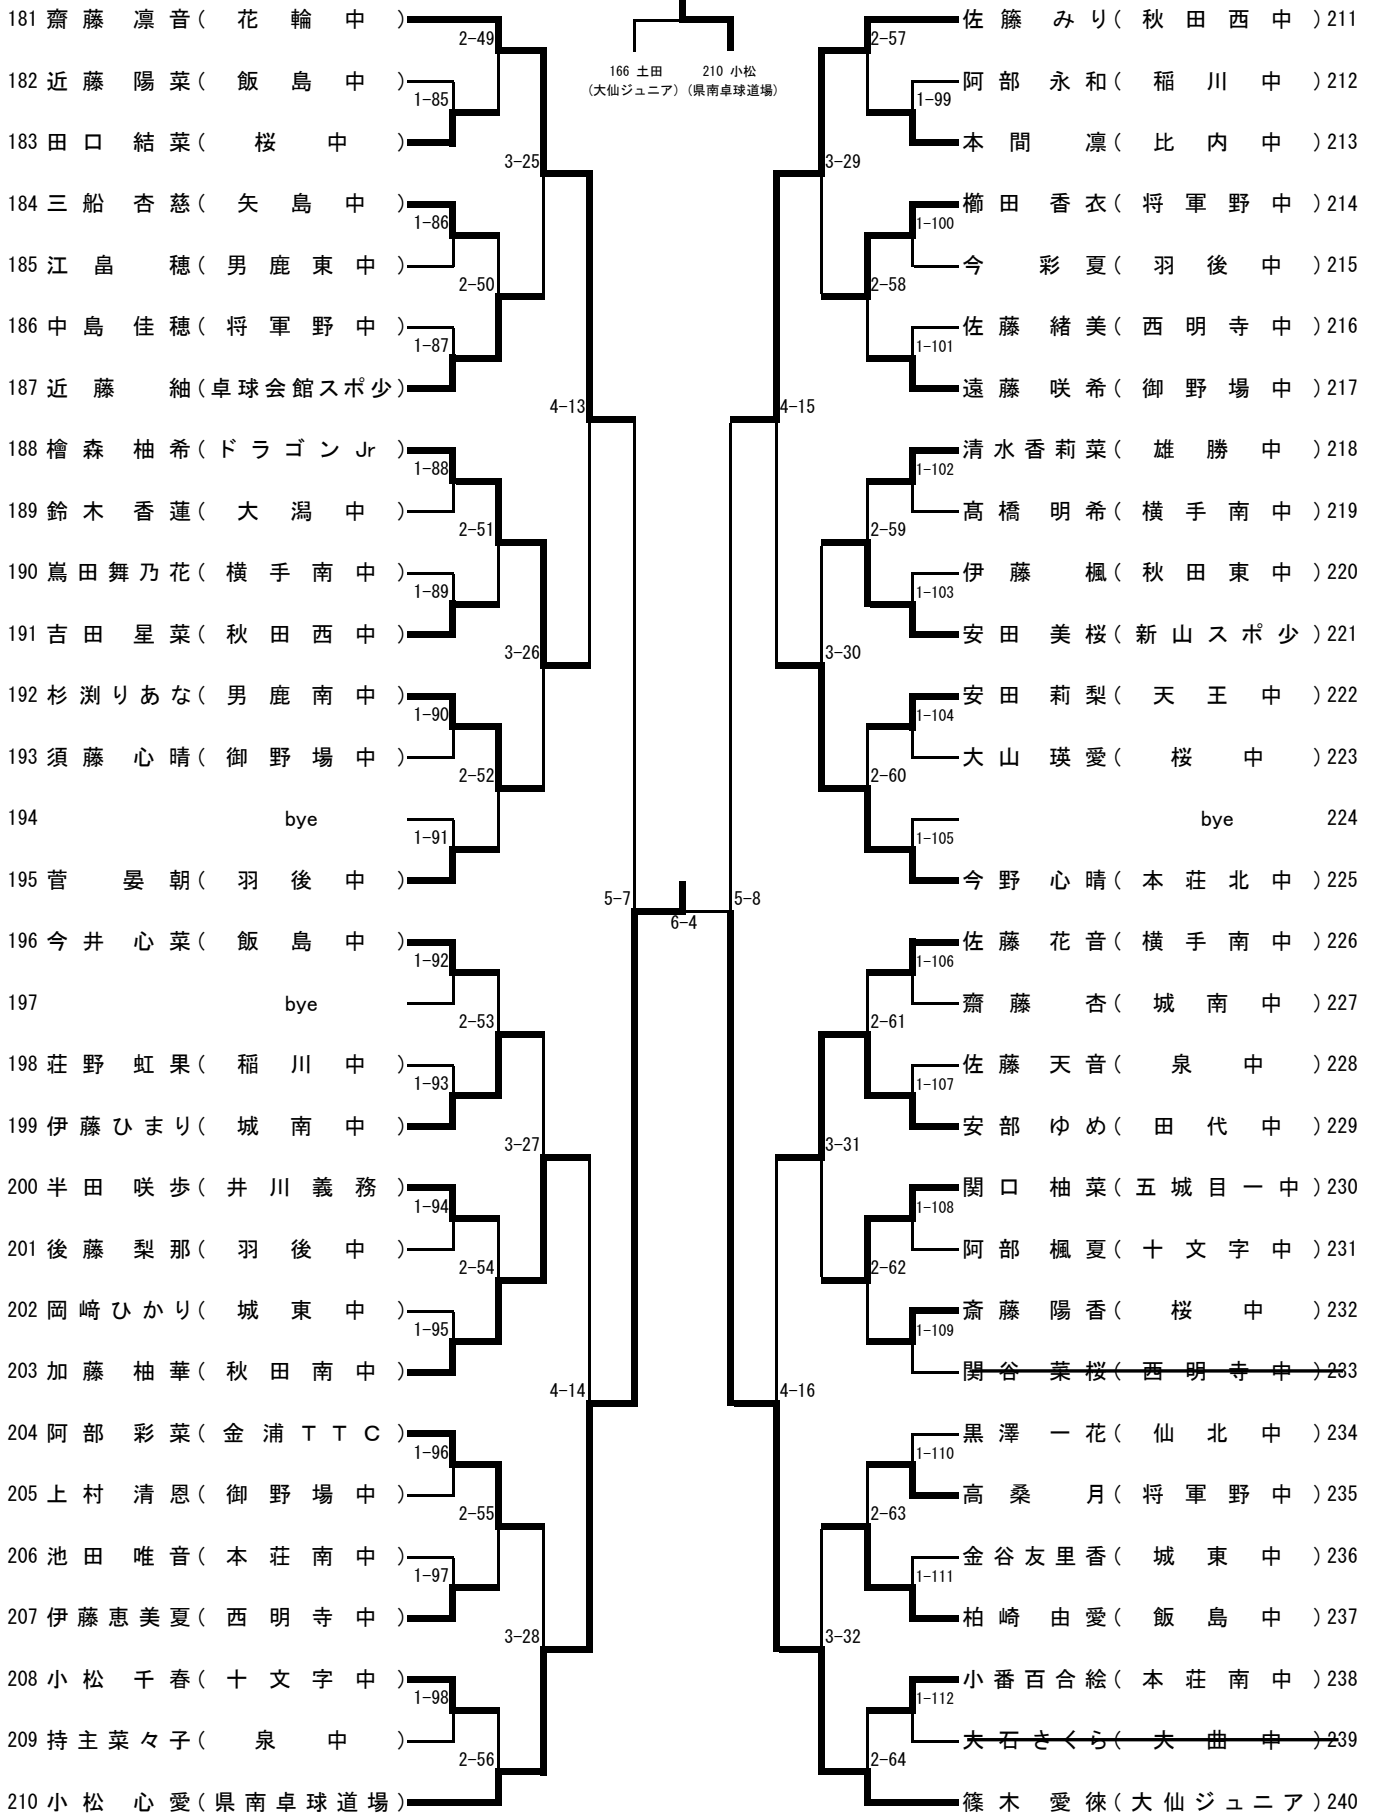 166 土田 210 小松
(大仙ジュニア) (県南卓球道場)
181 齋藤 凛音 (花輪中)
182 近藤 陽菜 (飯島中)
183 田口 結菜 (桜中)
184 三船 杏慈 (矢島中)
185 江畠 穂 (男鹿東中)
186 中島 佳穂 (将軍野中)
187 近藤 紬 (卓球会館スポ少)
188 檜森 柚希 (ドラゴンJr)
189 鈴木 香蓮 (大潟中)
190 嶌田舞乃花 (横手南中)
191 吉田 星菜 (秋田西中)
192 杉渕りあな (男鹿南中)
193 須藤 心晴 (御野場中)
194 bye
195 菅 晏朝 (羽後中)
196 今井 心菜 (飯島中)
197 bye
198 荘野 虹果 (稲川中)
199 伊藤ひまり (城南中)
200 半田 咲歩 (井川義務)
201 後藤 梨那 (羽後中)
202 岡﨑ひかり (城東中)
203 加藤 柚華 (秋田南中)
204 阿部 彩菜 (金浦TTC)
205 上村 清恩 (御野場中)
206 池田 唯音 (本荘南中)
207 伊藤恵美夏 (西明寺中)
208 小松 千春 (十文字中)
209 持主菜々子 (泉中)
210 小松 心愛 (県南卓球道場)
1-85
1-86
1-87
1-88
1-89
1-90
1-91
1-92
1-93
1-94
1-95
1-96
1-97
1-98
2-49
2-50
2-51
2-52
2-53
2-54
2-55
2-56
3-25
3-26
3-27
3-28
4-13
4-14
5-7
6-4
5-8
4-15
4-16
3-29
3-30
3-31
3-32
2-57
2-58
2-59
2-60
2-61
2-62
2-63
2-64
1-99
1-100
1-101
1-102
1-103
1-104
1-105
1-106
1-107
1-108
1-109
1-110
1-111
1-112
佐籐 みり (秋田西中) 211
阿部 永和 (稲川中) 212
本間 凛 (比内中) 213
櫛田 香衣 (将軍野中) 214
今 彩夏 (羽後中) 215
佐藤 緒美 (西明寺中) 216
遠藤 咲希 (御野場中) 217
清水香莉菜 (雄勝中) 218
髙橋 明希 (横手南中) 219
伊藤 楓 (秋田東中) 220
安田 美桜 (新山スポ少) 221
安田 莉梨 (天王中) 222
大山 瑛愛 (桜中) 223
bye 224
今野 心晴 (本荘北中) 225
佐藤 花音 (横手南中) 226
齋藤 杏 (城南中) 227
佐藤 天音 (泉中) 228
安部 ゆめ (田代中) 229
関口 柚菜 (五城目一中) 230
阿部 楓夏 (十文字中) 231
斎藤 陽香 (桜中) 232
関谷 菜桜 (西明寺中) 233
黒澤 一花 (仙北中) 234
高桑 月 (将軍野中) 235
金谷友里香 (城東中) 236
柏崎 由愛 (飯島中) 237
小番百合絵 (本荘南中) 238
大石さくら (大曲中) 239
篠木 愛徠 (大仙ジュニア) 240